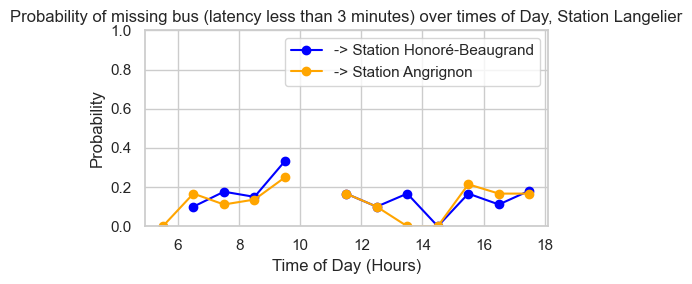 Probability of missing bus (latency less than 3 minutes) over times of Day, Station Langelier
1.0
0.8
0.6
0.4
0.2
0.0
Probability
-> Station Honoré-Beaugrand
-> Station Angrignon
6 8 10 12 14 16 18
Time of Day (Hours)